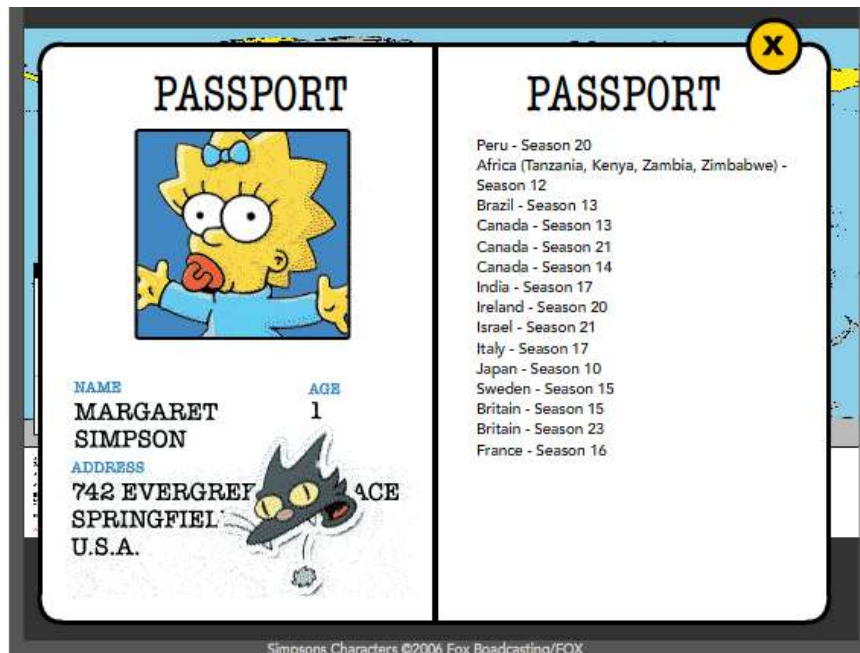 X
PASSPORT
NAME
MARGARET
SIMPSON
AGE
1
ADDRESS
742 EVERGREE ACE
SPRINGFIEL
U.S.A.
PASSPORT
Peru - Season 20
Africa (Tanzania, Kenya, Zambia, Zimbabwe) -
Season 12
Brazil - Season 13
Canada - Season 13
Canada - Season 21
Canada - Season 14
India - Season 17
Ireland - Season 20
Israel - Season 21
Italy - Season 17
Japan - Season 10
Sweden - Season 15
Britain - Season 15
Britain - Season 23
France - Season 16
Simpsons Characters ©2006 Fox Boadcasting/FOX